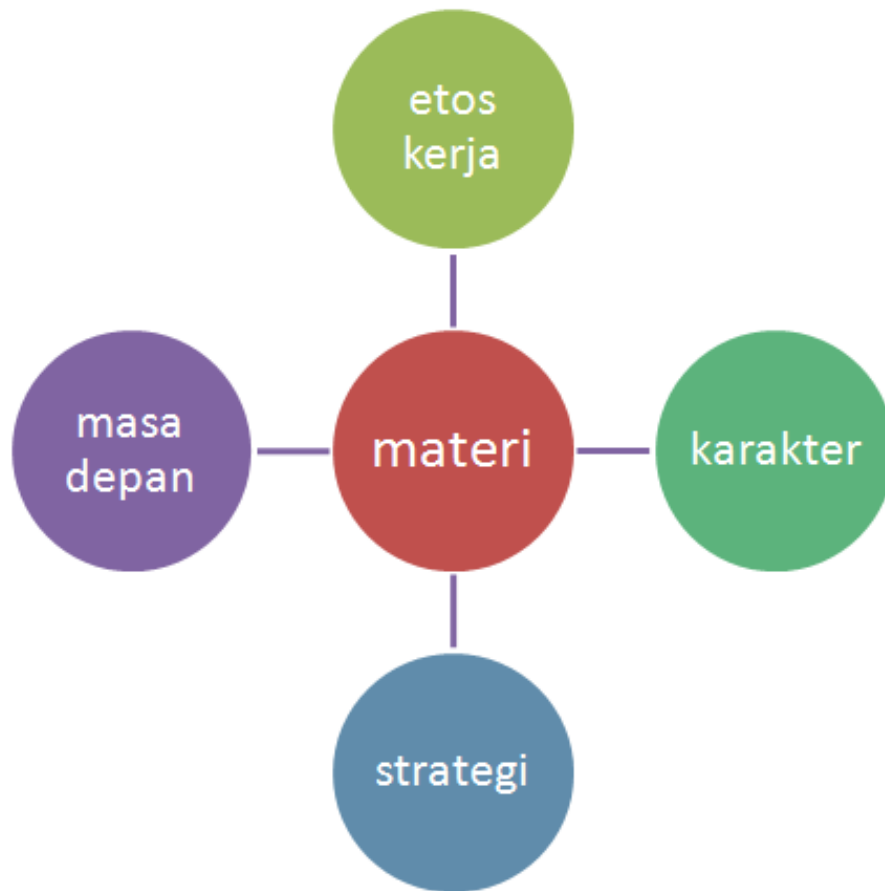 etos
kerja
masa
depan
materi
karakter
strategi